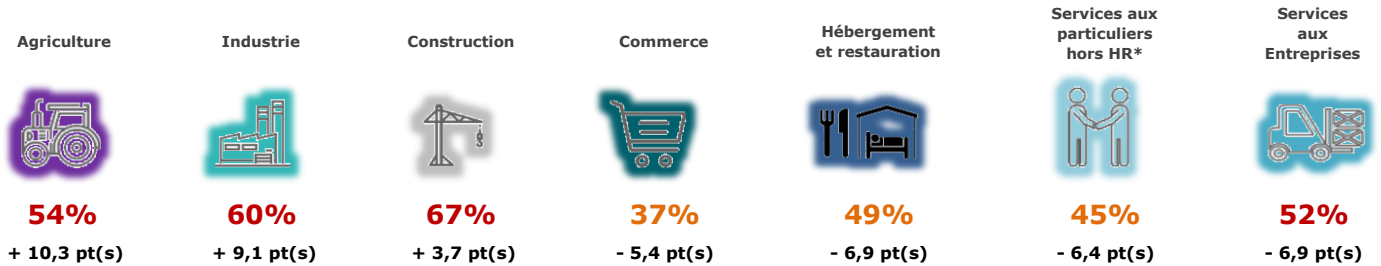 Agriculture
Industrie
Construction
Commerce
Hébergement
et restauration
Services aux
particuliers
hors HR*
Services
aux
Entreprises
54%
60%
67%
37%
49%
45%
52%
+ 10,3 pt(s)
+ 9,1 pt(s)
+ 3,7 pt(s)
- 5,4 pt(s)
- 6,9 pt(s)
- 6,4 pt(s)
- 6,9 pt(s)